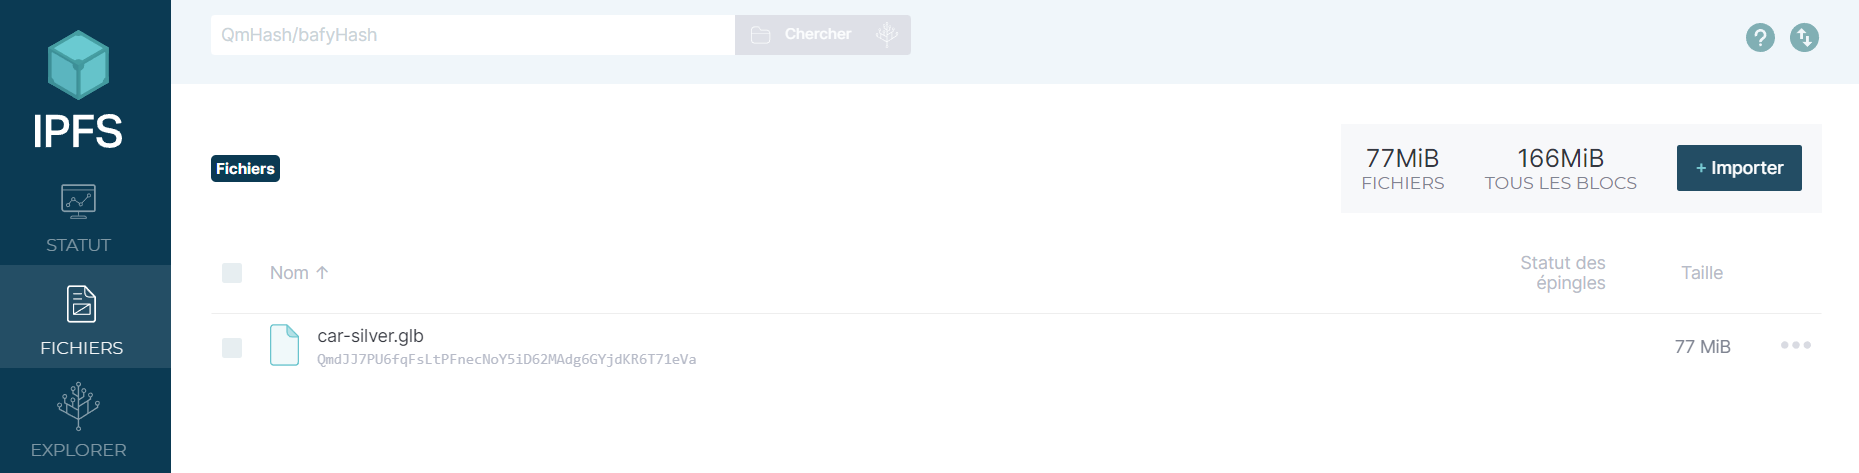 IPFS
STATUT
FICHIERS
EXPLORER
QmHash/bafyHash
Chercher
?
Fichiers
77MiB
FICHIERS
166MiB
TOUS LES BLOCS
+ Importer
Nom ↑
Statut des
épingles
Taille
car-silver.glb
QmdJJ7PU6fqFsLtPFnecNoY5iD62MAdg6GYjdKR6T71eVa
77 MiB